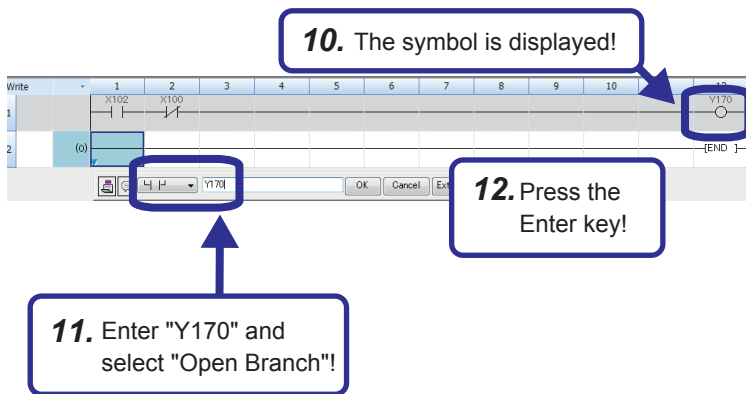 10. The symbol is displayed!
Write 1 2 3 4 5 6 7 8 9 10 12
X102 X100 Y170
1
2 (0) [END ]
Y170 OK Cancel Ext
12. Press the
Enter key!
11. Enter "Y170" and
select "Open Branch"!